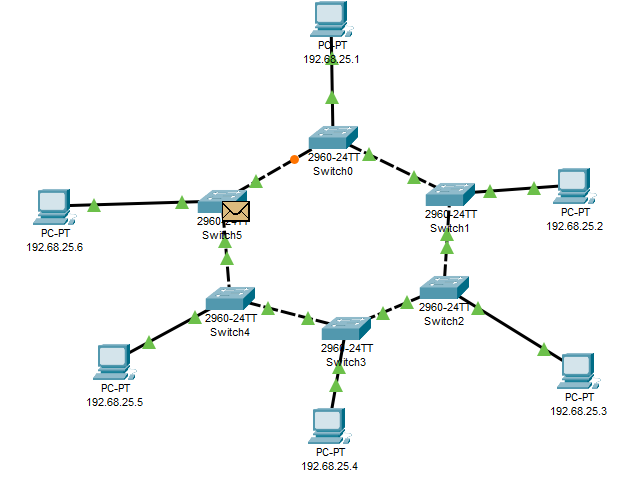 PC-PT
192.68.25.1
2960-24TT
Switch0
PC-PT
192.68.25.2
2960-24TT
Switch1
PC-PT
192.68.25.6
2960-24TT
Switch5
2960-24TT
Switch2
2960-24TT
Switch4
2960-24TT
Switch3
PC-PT
192.68.25.5
PC-PT
192.68.25.3
PC-PT
192.68.25.4